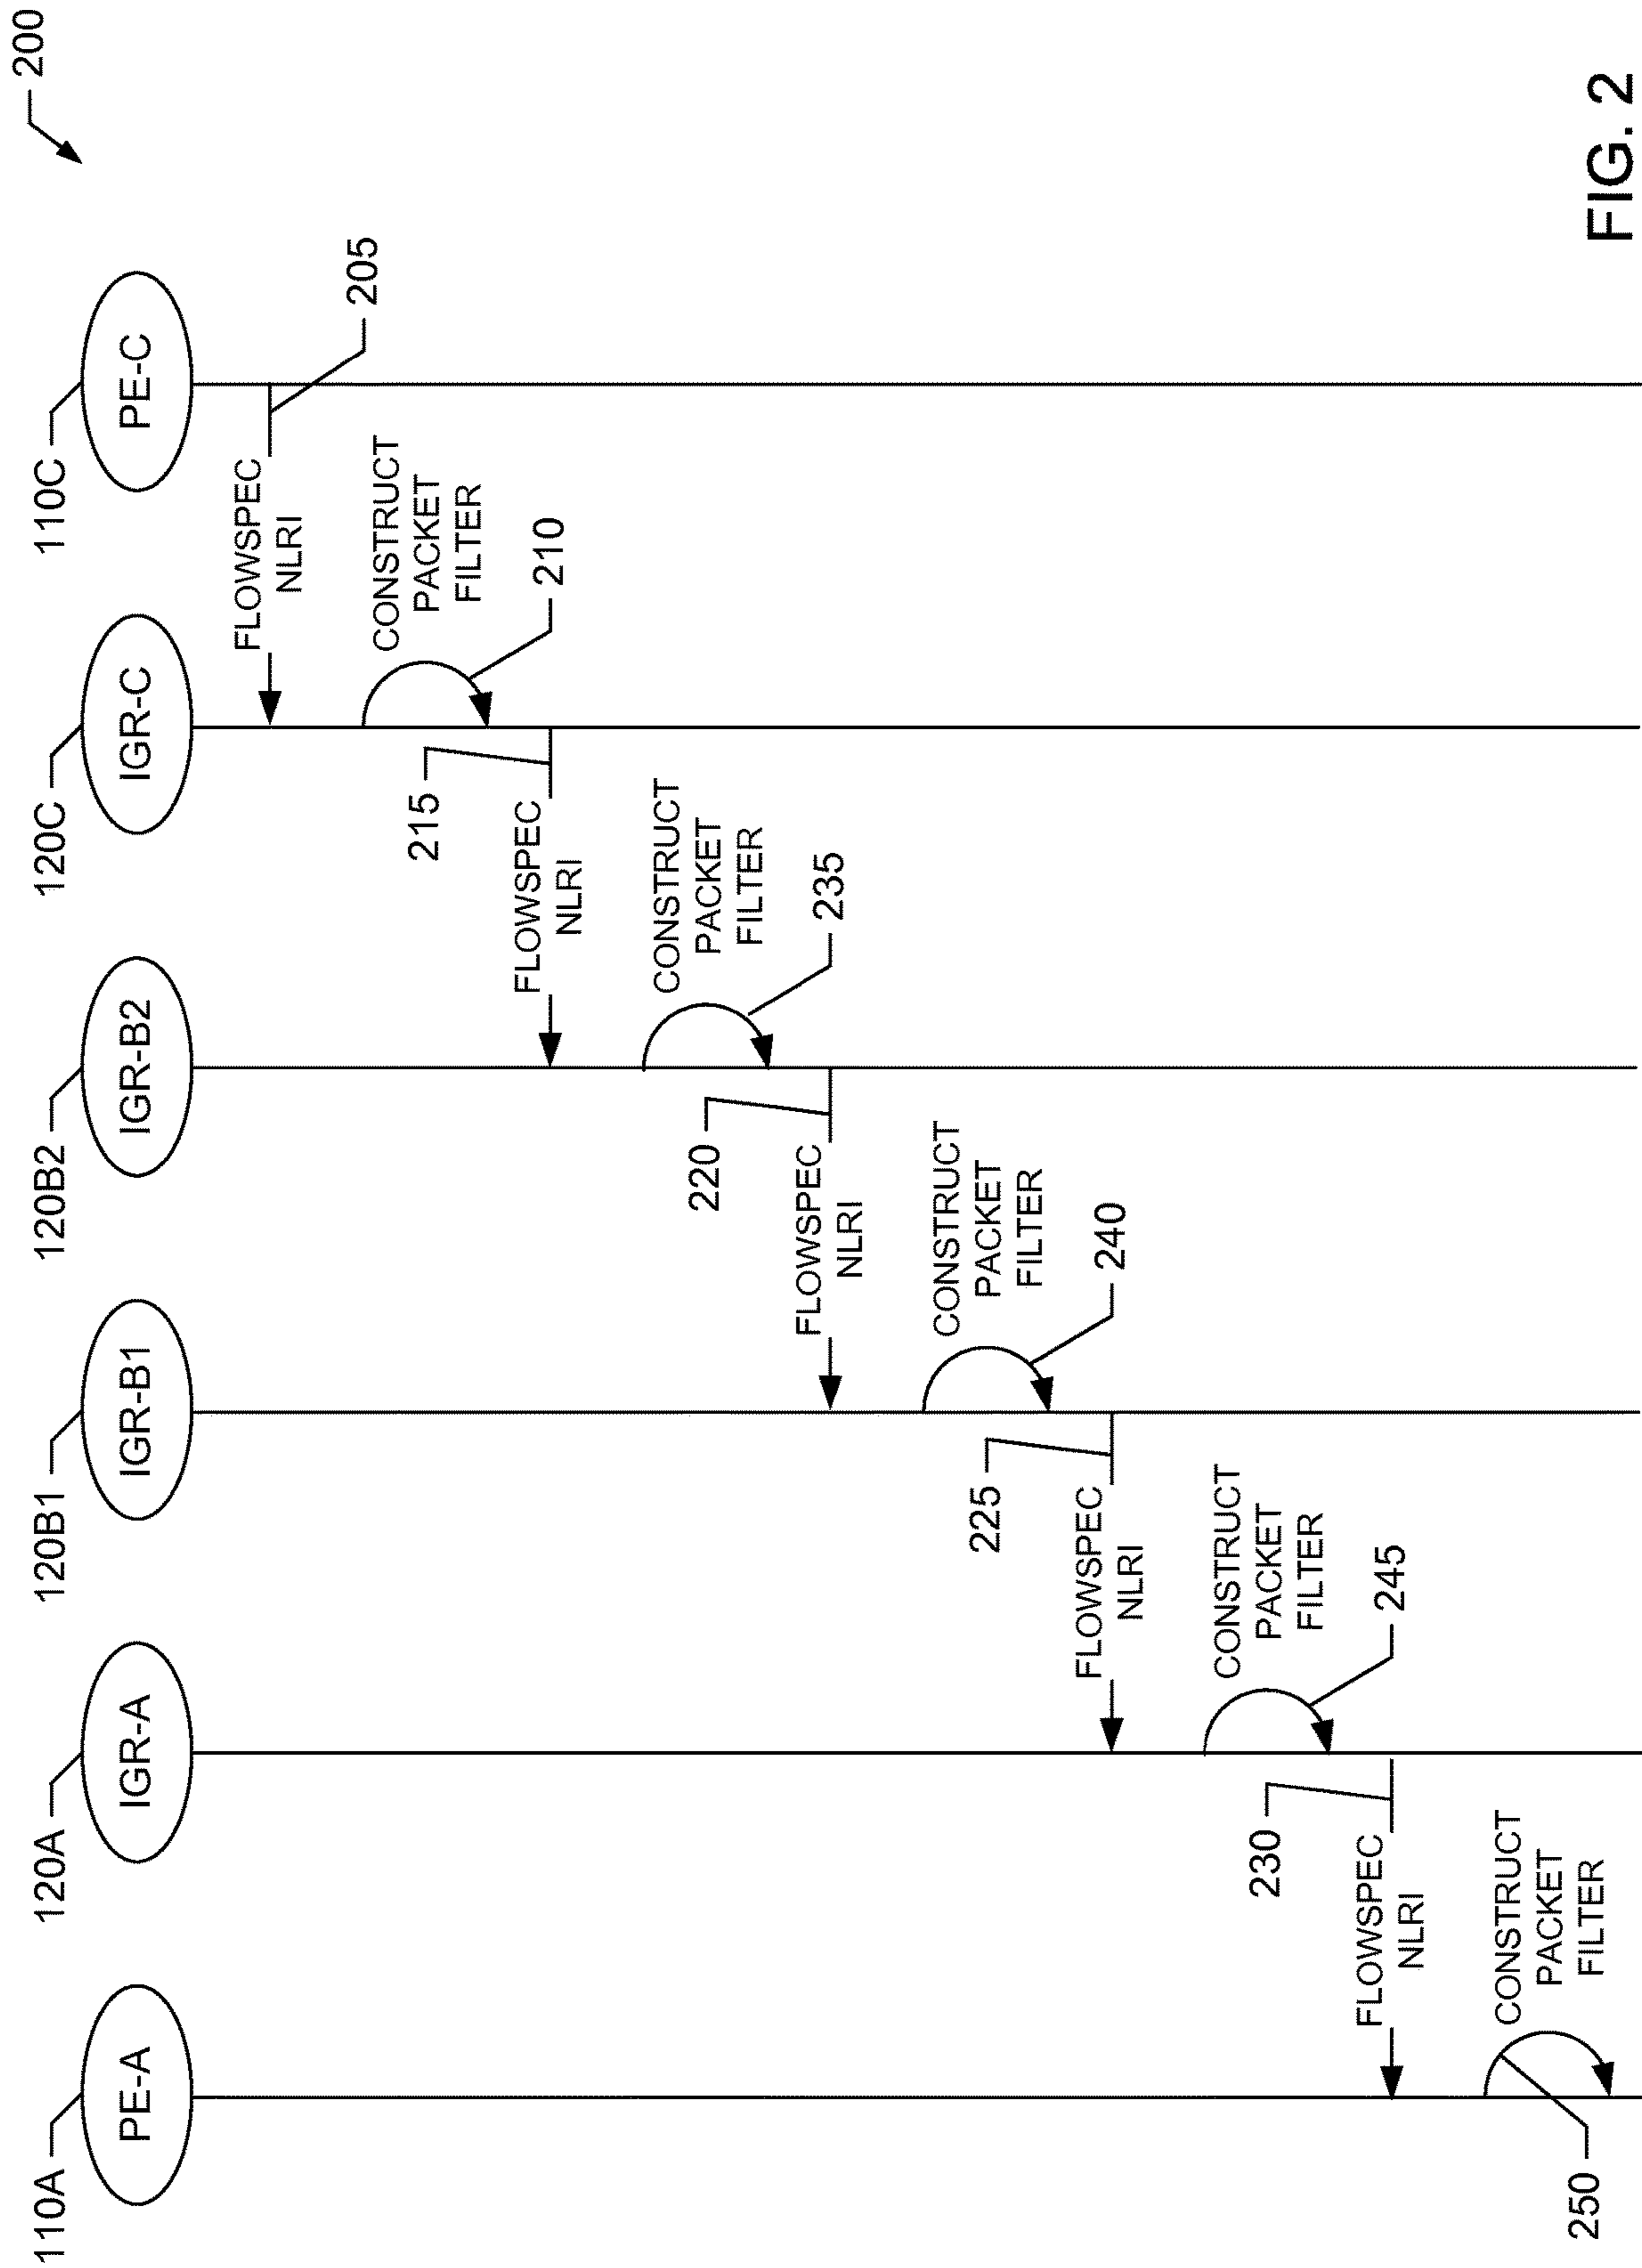 200
110A
120A
120B1
120B2
120C
110C
PE-A
IGR-A
IGR-B1
IGR-B2
IGR-C
PE-C
FLOWSPEC
NLRI
205
CONSTRUCT
PACKET
FILTER
210
215
FLOWSPEC
NLRI
CONSTRUCT
PACKET
FILTER
235
220
FLOWSPEC
NLRI
CONSTRUCT
PACKET
FILTER
240
225
FLOWSPEC
NLRI
CONSTRUCT
PACKET
FILTER
245
230
FLOWSPEC
NLRI
CONSTRUCT
PACKET
FILTER
250
FIG. 2